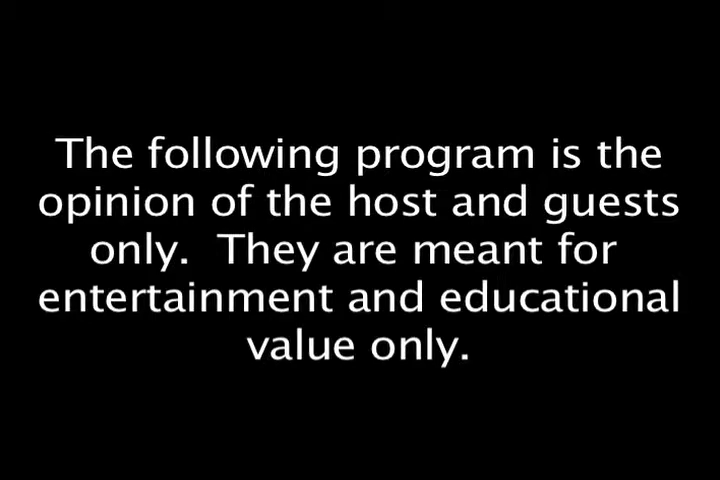 The following program is the
opinion of the host and guests
only.  They are meant for
entertainment and educational
value only.